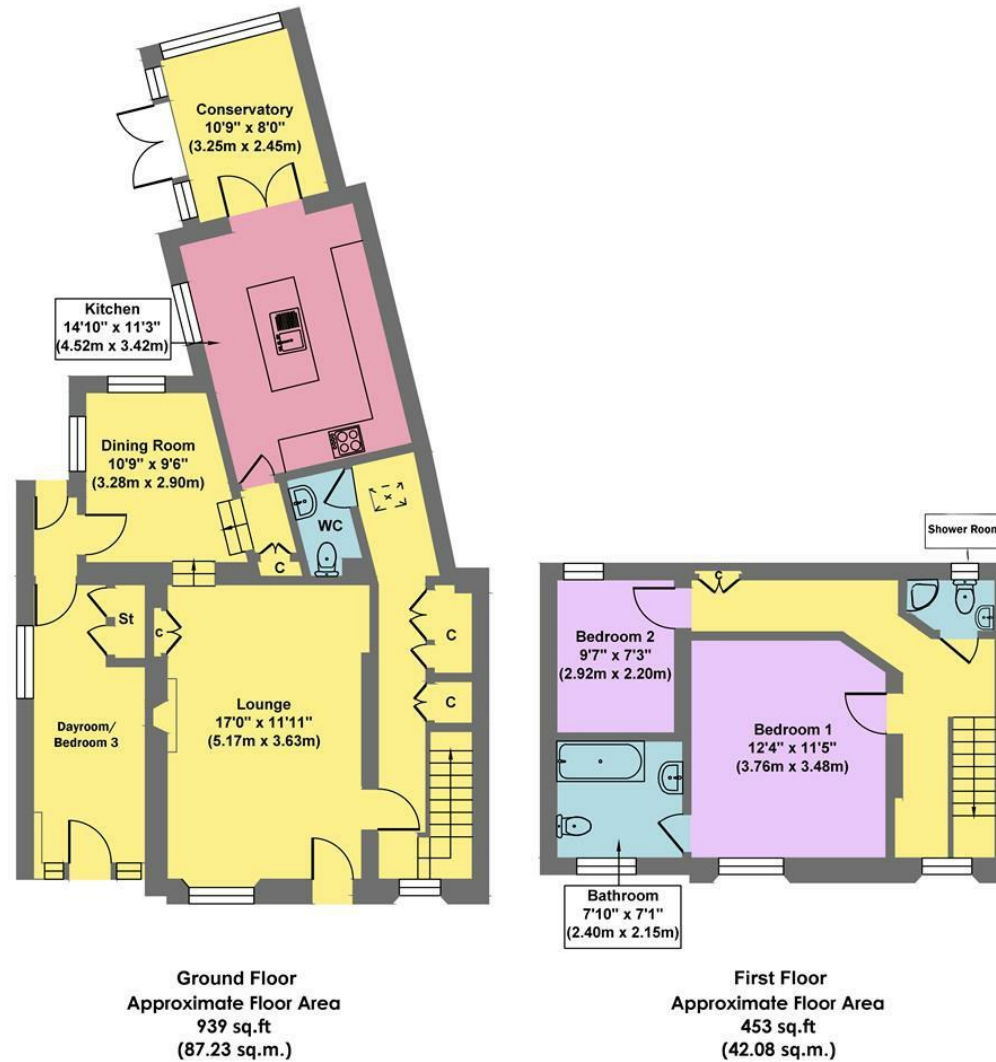 Conservatory
10'9" x 8'0"
(3.25m x 2.45m)
Kitchen
14'10" x 11'3"
(4.52m x 3.42m)
Dining Room
10'9" x 9'6"
(3.28m x 2.90m)
WC
C
St
c
C
C
Lounge
17'0" x 11'11"
(5.17m x 3.63m)
Dayroom/
Bedroom 3
Ground Floor
Approximate Floor Area
939 sq.ft
(87.23 sq.m.)
Shower Room
c
Bedroom 2
9'7" x 7'3"
(2.92m x 2.20m)
Bedroom 1
12'4" x 11'5"
(3.76m x 3.48m)
Bathroom
7'10" x 7'1"
(2.40m x 2.15m)
First Floor
Approximate Floor Area
453 sq.ft
(42.08 sq.m.)